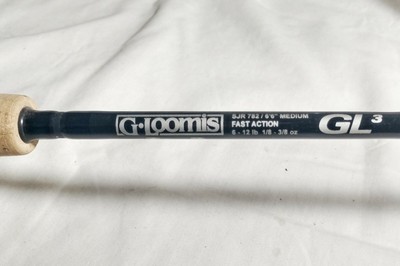 G·Loomis
SJR 782 / 6'6" MEDIUM
FAST ACTION
6 - 12 lb 1/8 - 3/8 oz
GL3